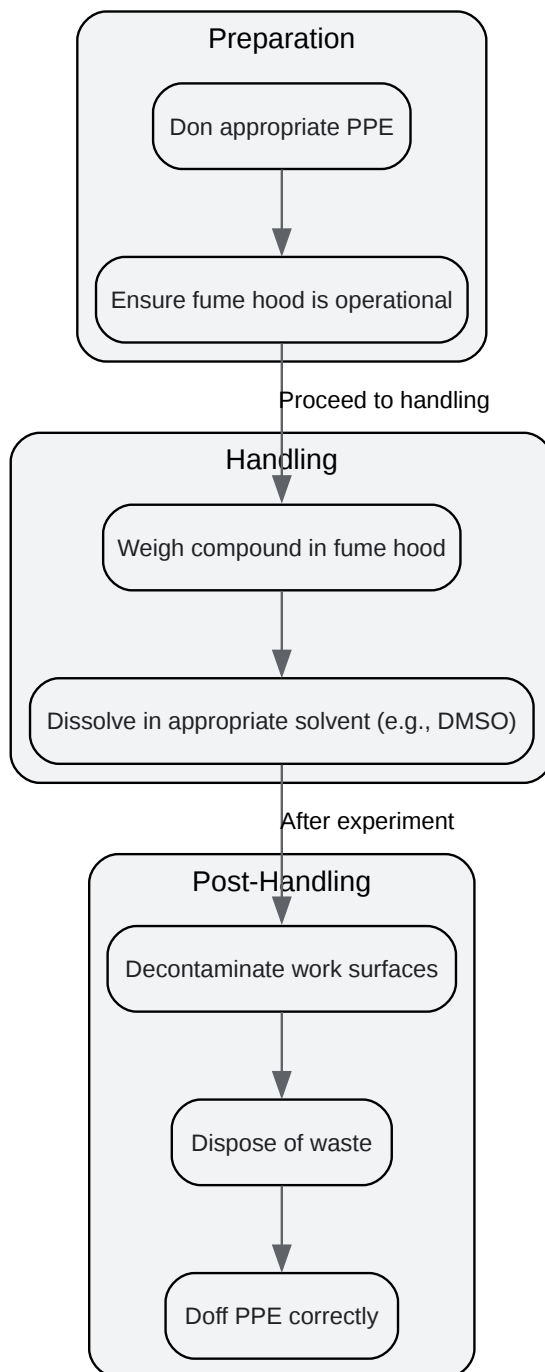 Preparation
Don appropriate PPE
Ensure fume hood is operational
Proceed to handling
Handling
Weigh compound in fume hood
Dissolve in appropriate solvent (e.g., DMSO)
After experiment
Post-Handling
Decontaminate work surfaces
Dispose of waste
Doff PPE correctly